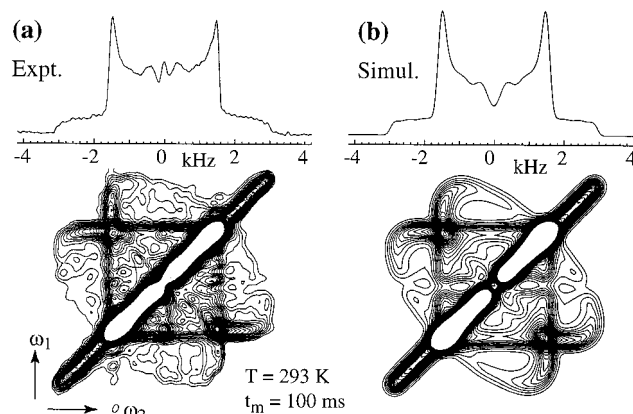 (a)
(b)
Expt.
Simul.
-4 -2 0 2 4
kHz
-4 -2 0 2 4
kHz
ω1
T = 293 K
tm = 100 ms